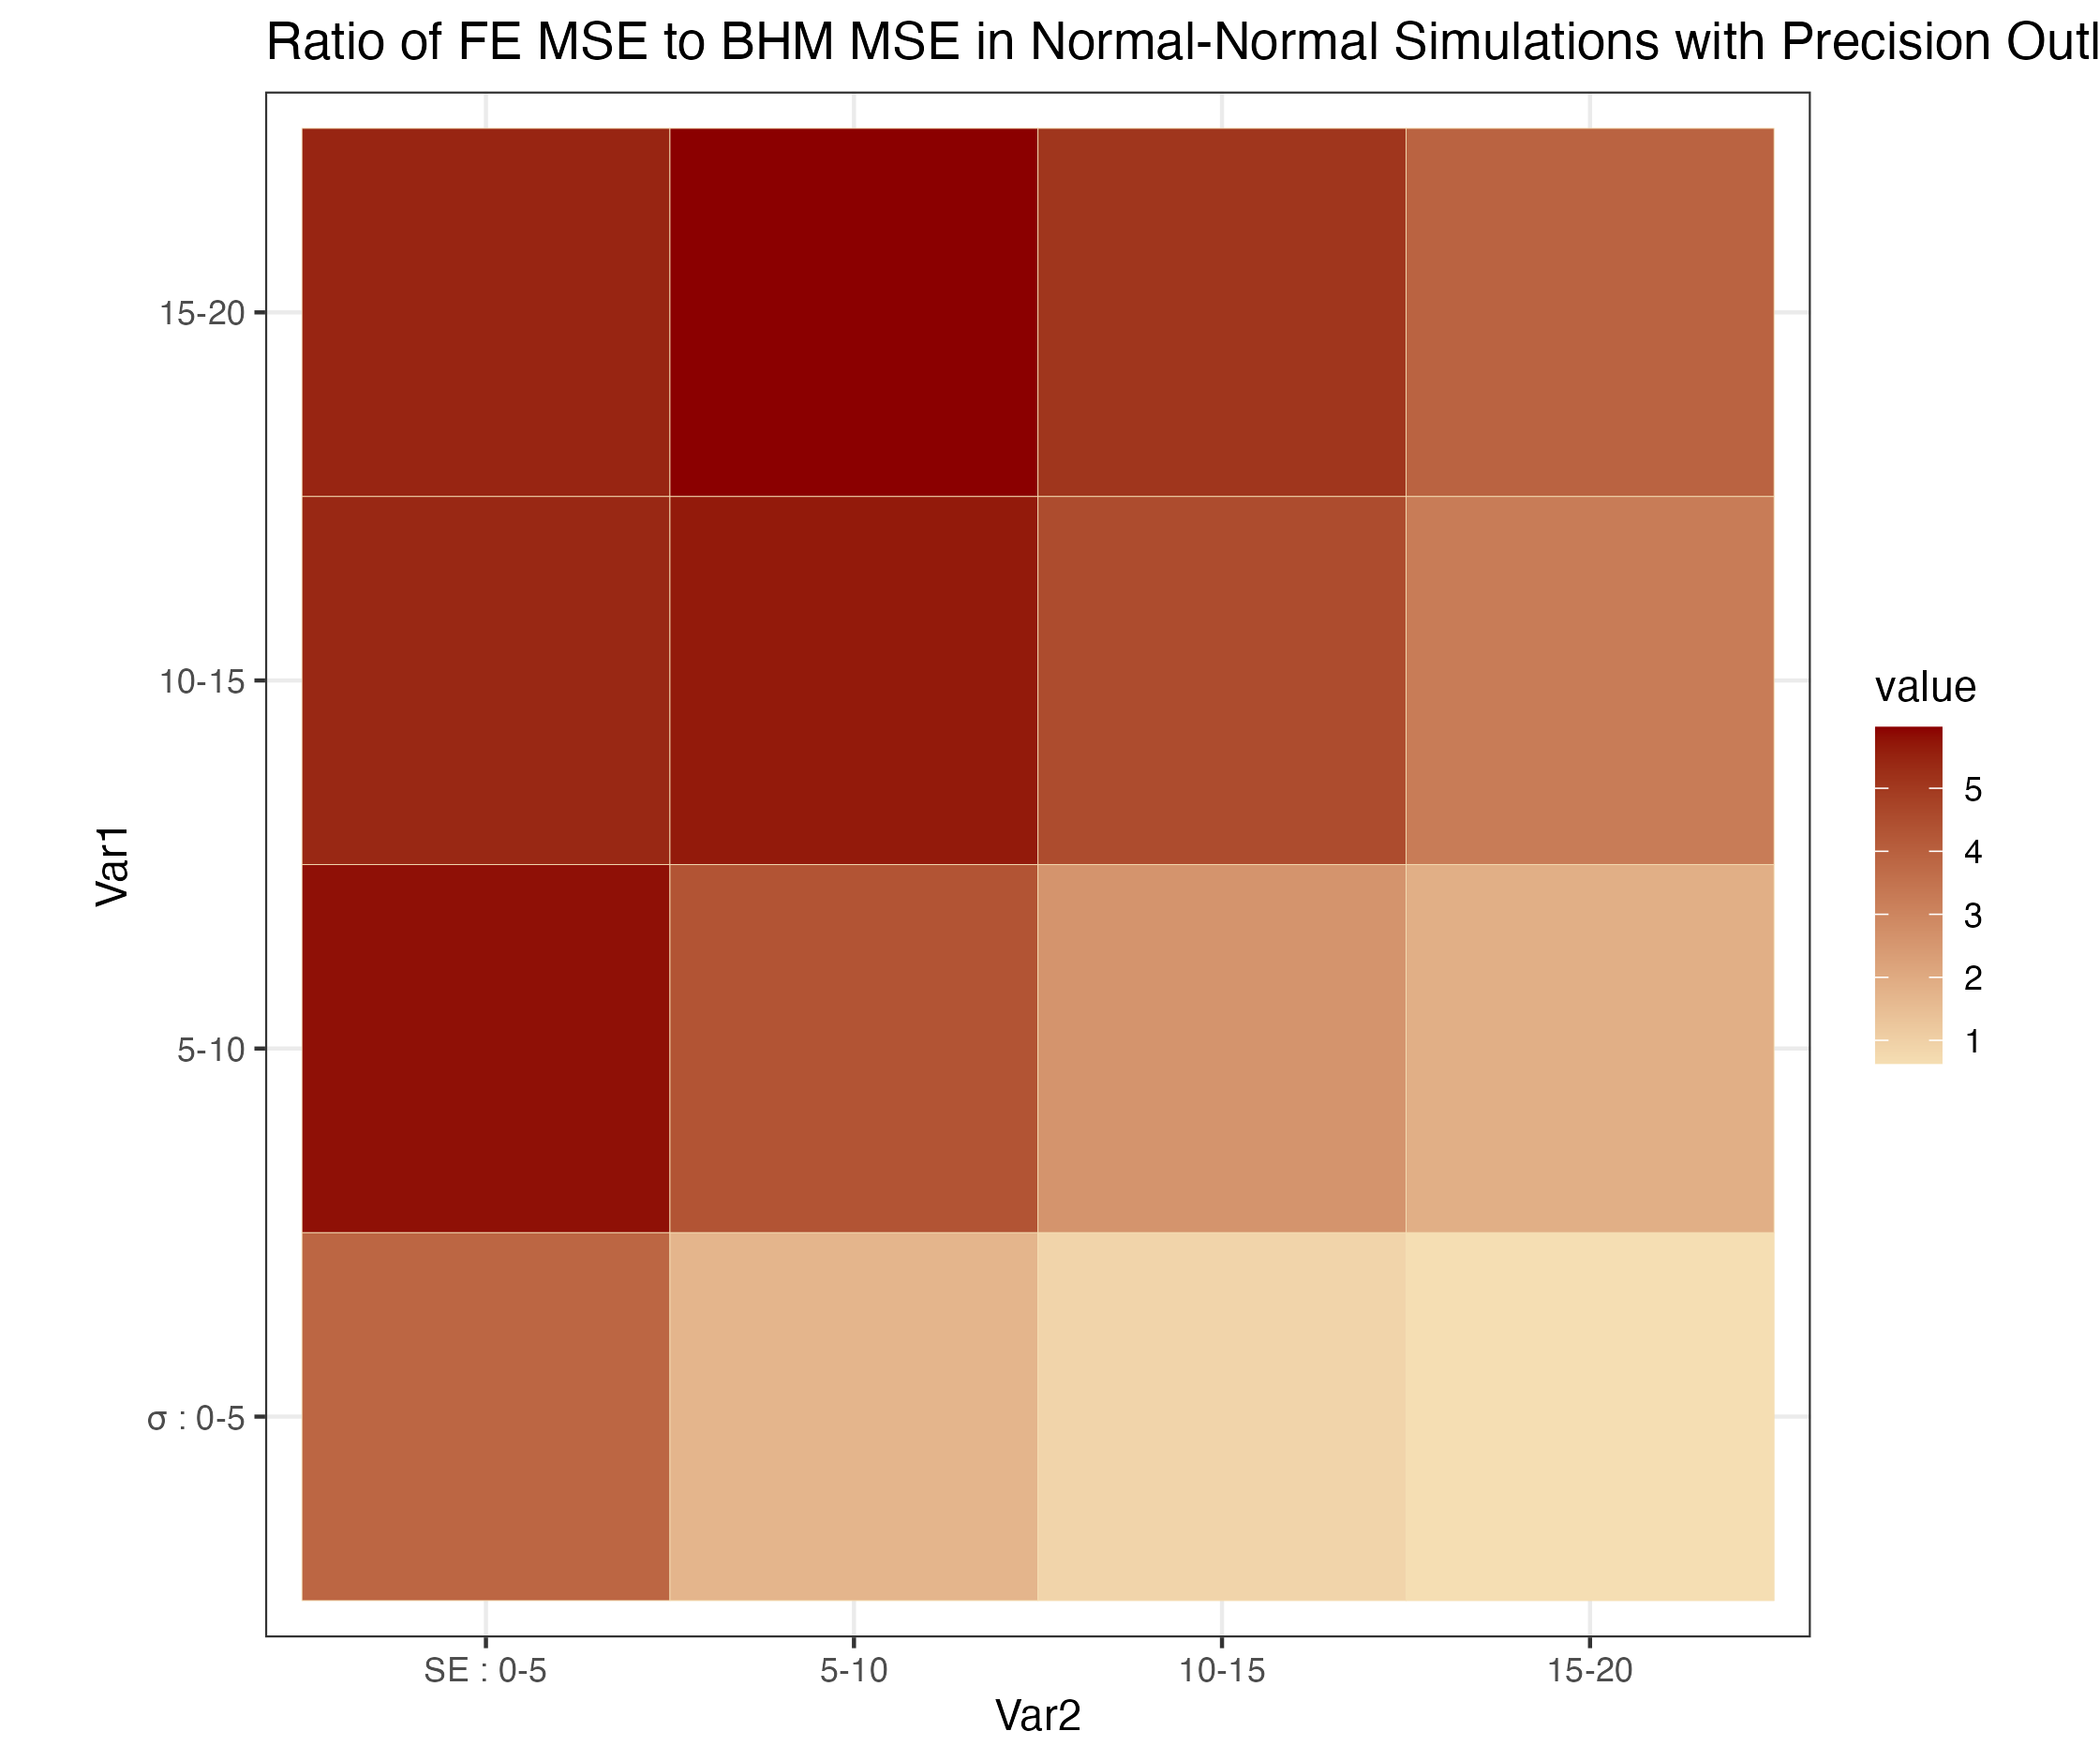 Ratio of FE MSE to BHM MSE in Normal-Normal Simulations with Precision Outl
15-20
10-15
5-10
σ : 0-5
Var1
SE : 0-5
5-10
10-15
15-20
Var2
value
5
4
3
2
1